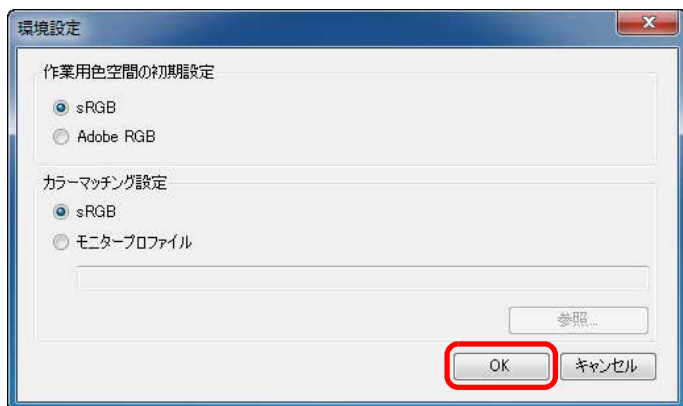 環境設定
作業用色空間の初期設定
sRGB
Adobe RGB
カラーマッチング設定
sRGB
モニタープロファイル
参照...
OK キャンセル